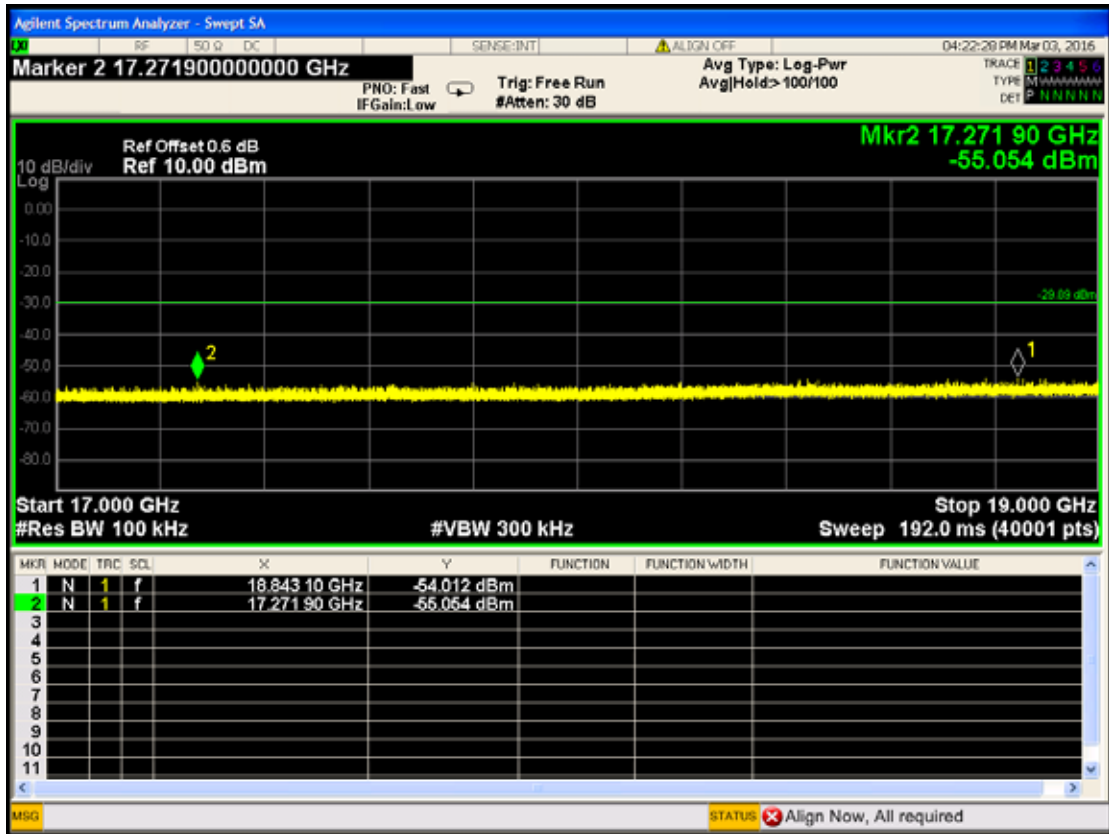 Agilent Spectrum Analyzer - Swept SA
LXI RF 50 Ω DC SENSE:INT ALIGN OFF 04:22:28 PM Mar 03, 2016
Marker 2 17.271900000000 GHz
PNO: Fast
IFGain:Low
Trig: Free Run
#Atten: 30 dB
Avg Type: Log-Pwr
Avg|Hold:>100/100
TRACE 1 2 3 4 5 6
TYPE M
DET P N N N N N
Mkr2 17.271 90 GHz
-55.054 dBm
Ref Offset 0.6 dB
10 dB/div Ref 10.00 dBm
Log
0.00
-10.0
-20.0
-29.09 dBm
-30.0
-40.0
2
1
-50.0
-60.0
-70.0
-80.0
Start 17.000 GHz Stop 19.000 GHz
#Res BW 100 kHz #VBW 300 kHz Sweep 192.0 ms (40001 pts)
MKR MODE TRC SCL X Y FUNCTION FUNCTION WIDTH FUNCTION VALUE
1 N 1 f 18.843 10 GHz -54.012 dBm
2 N 1 f 17.271 90 GHz -55.054 dBm
3
4
5
6
7
8
9
10
11
MSG STATUS Align Now, All required